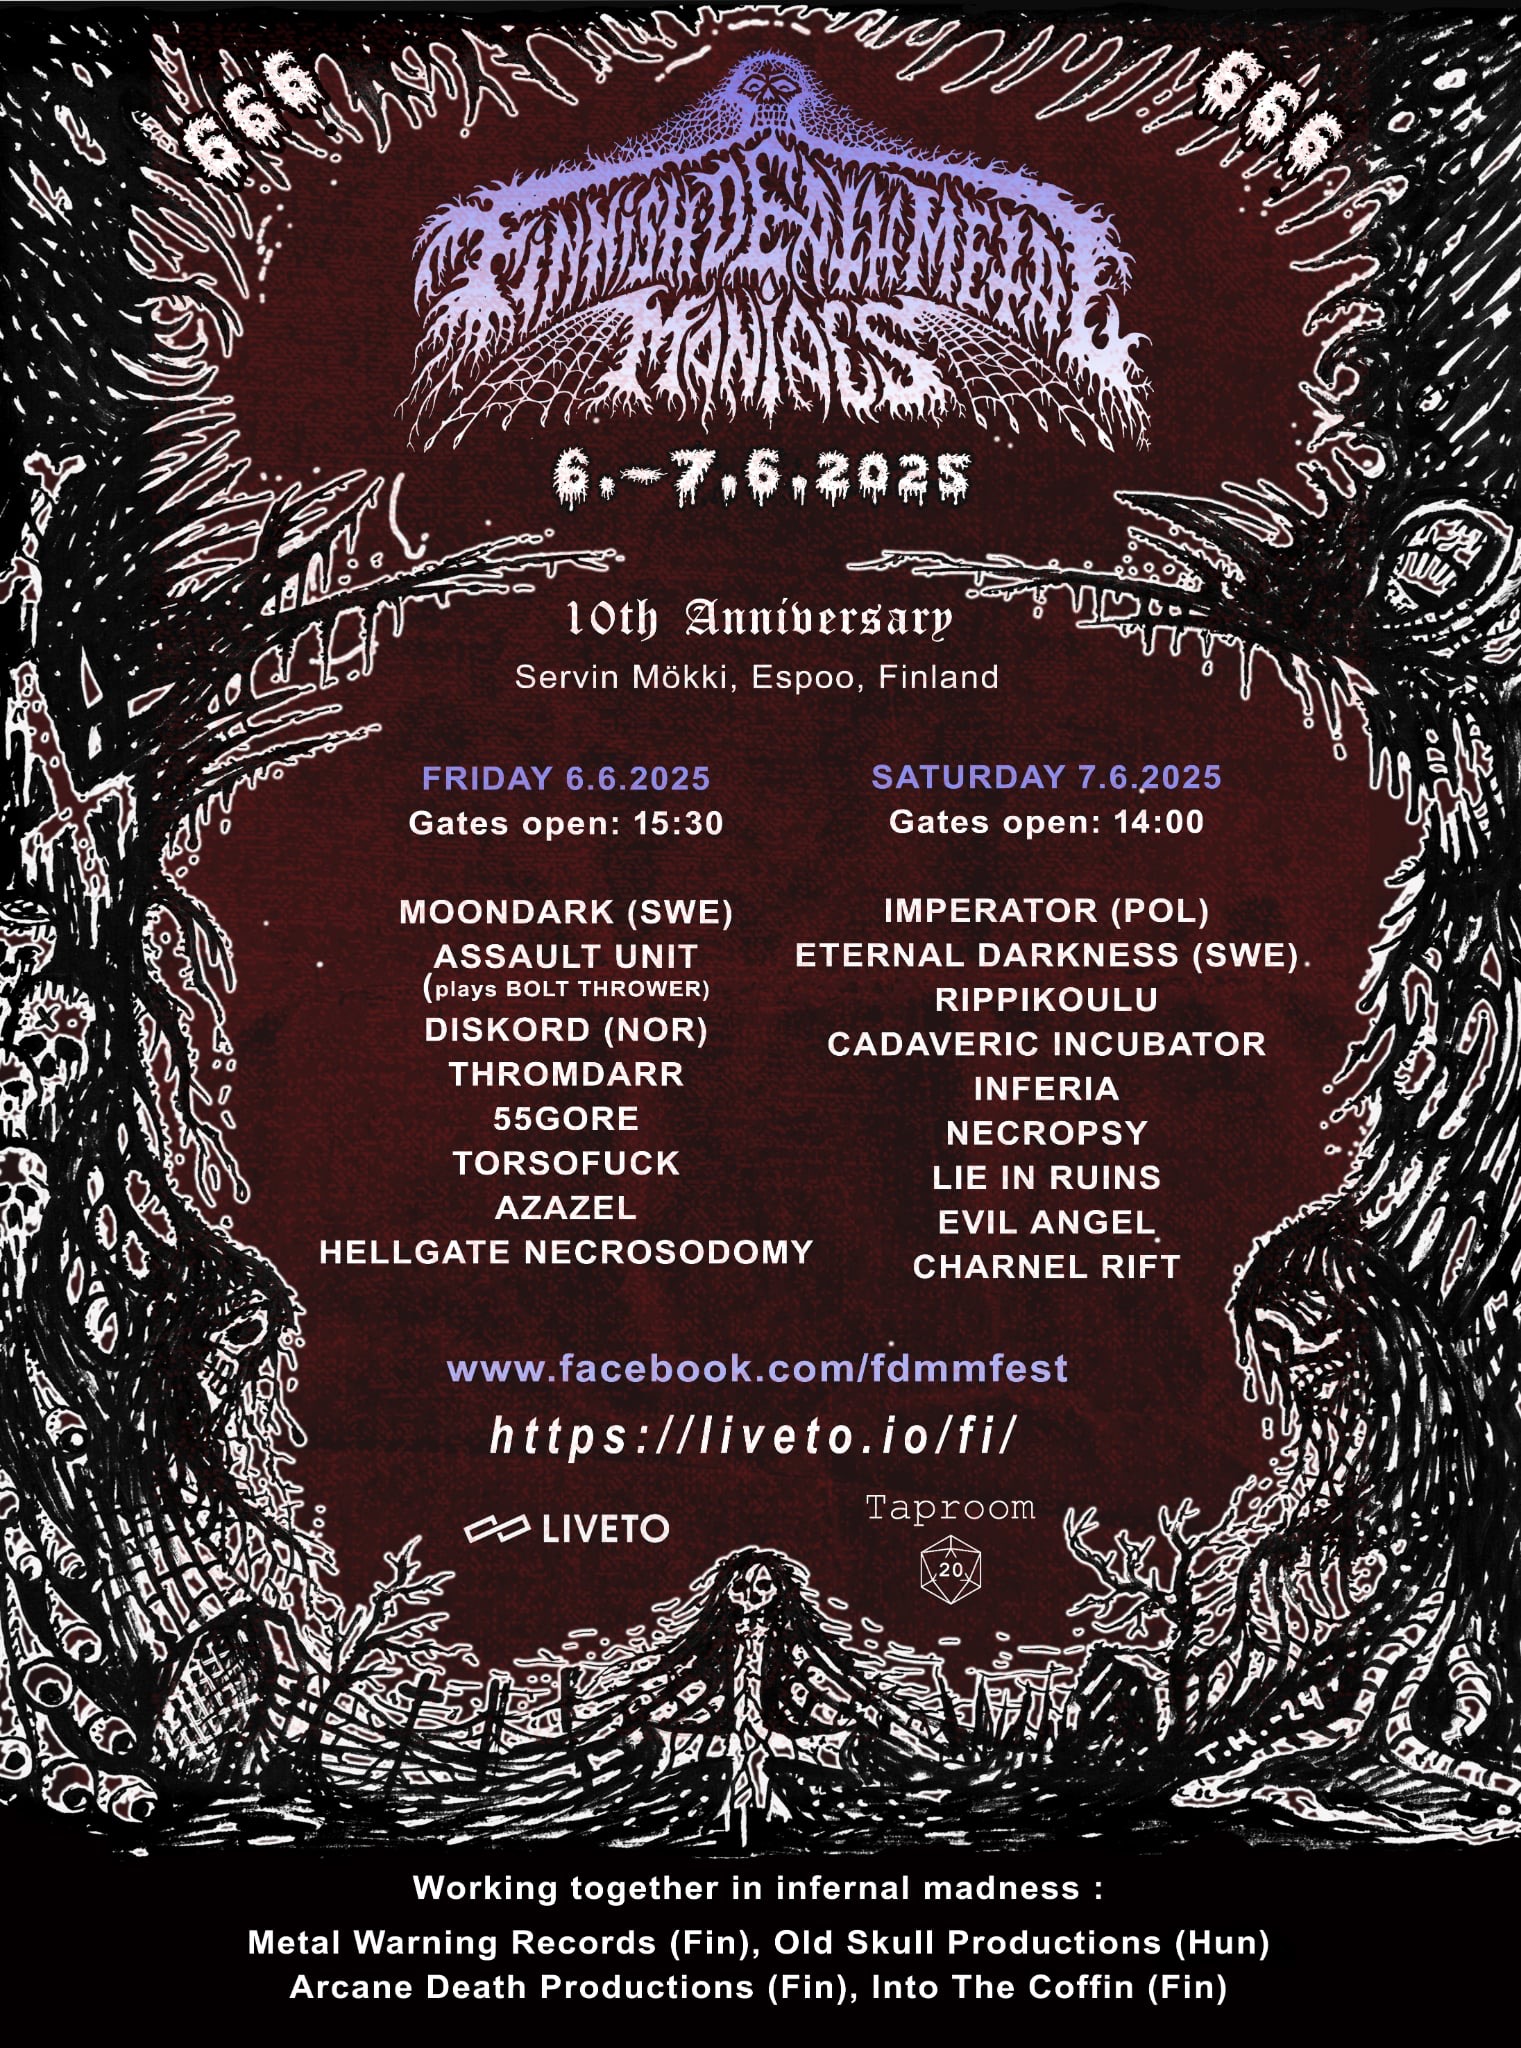 666
666
FINNISH DEATH METAL
MANIACS
6.-7.6.2025
10th Anniversary
Servin Mökki, Espoo, Finland
FRIDAY 6.6.2025
Gates open: 15:30
MOONDARK (SWE)
ASSAULT UNIT
(plays BOLT THROWER)
DISKORD (NOR)
THROMDARR
55GORE
TORSOFUCK
AZAZEL
HELLGATE NECROSODOMY
SATURDAY 7.6.2025
Gates open: 14:00
IMPERATOR (POL)
ETERNAL DARKNESS (SWE)
RIPPIKOULU
CADAVERIC INCUBATOR
INFERIA
NECROPSY
LIE IN RUINS
EVIL ANGEL
CHARNEL RIFT
www.facebook.com/fdmmfest
https://liveto.io/fi/
LIVETO
Taproom
20
T.H.-24
Working together in infernal madness :
Metal Warning Records (Fin), Old Skull Productions (Hun)
Arcane Death Productions (Fin), Into The Coffin (Fin)